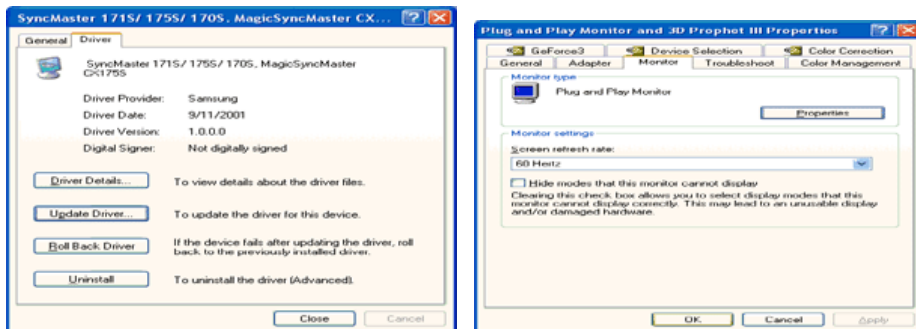 SyncMaster 171S/ 175S/ 170S, MagicSyncMaster CX...
General Driver
SyncMaster 171S/ 175S/ 170S, MagicSyncMaster
CX175S
Driver Provider: Samsung
Driver Date: 9/11/2001
Driver Version: 1.0.0.0
Digital Signer: Not digitally signed
Driver Details... To view details about the driver files.
Update Driver... To update the driver for this device.
Roll Back Driver If the device fails after updating the driver, roll
back to the previously installed driver.
Uninstall To uninstall the driver (Advanced).
Close Cancel
Plug and Play Monitor and 3D Prophet III Properties
GeForce3 Device Selection Color Correction
General Adapter Monitor Troubleshoot Color Management
Monitor type
Plug and Play Monitor
Properties
Monitor settings
Screen refresh rate:
60 Hertz
Hide modes that this monitor cannot display
Clearing this check box allows you to select display modes that this
monitor cannot display correctly. This may lead to an unusable display
and/or damaged hardware.
OK Cancel Apply